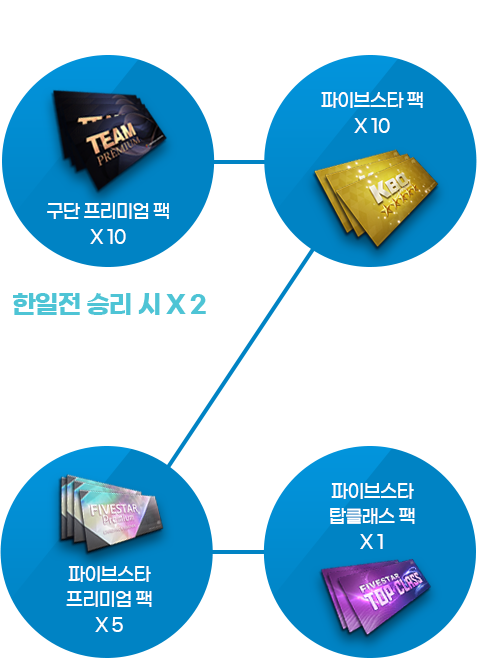 TEAM
PREMIUM
구단 프리미엄 팩
X 10
파이브스타 팩
X 10
KBO
한일전 승리 시 X 2
FIVESTAR
Premium
파이브스타
프리미엄 팩
X 5
파이브스타
탑클래스 팩
X 1
FIVESTAR
TOP CLASS